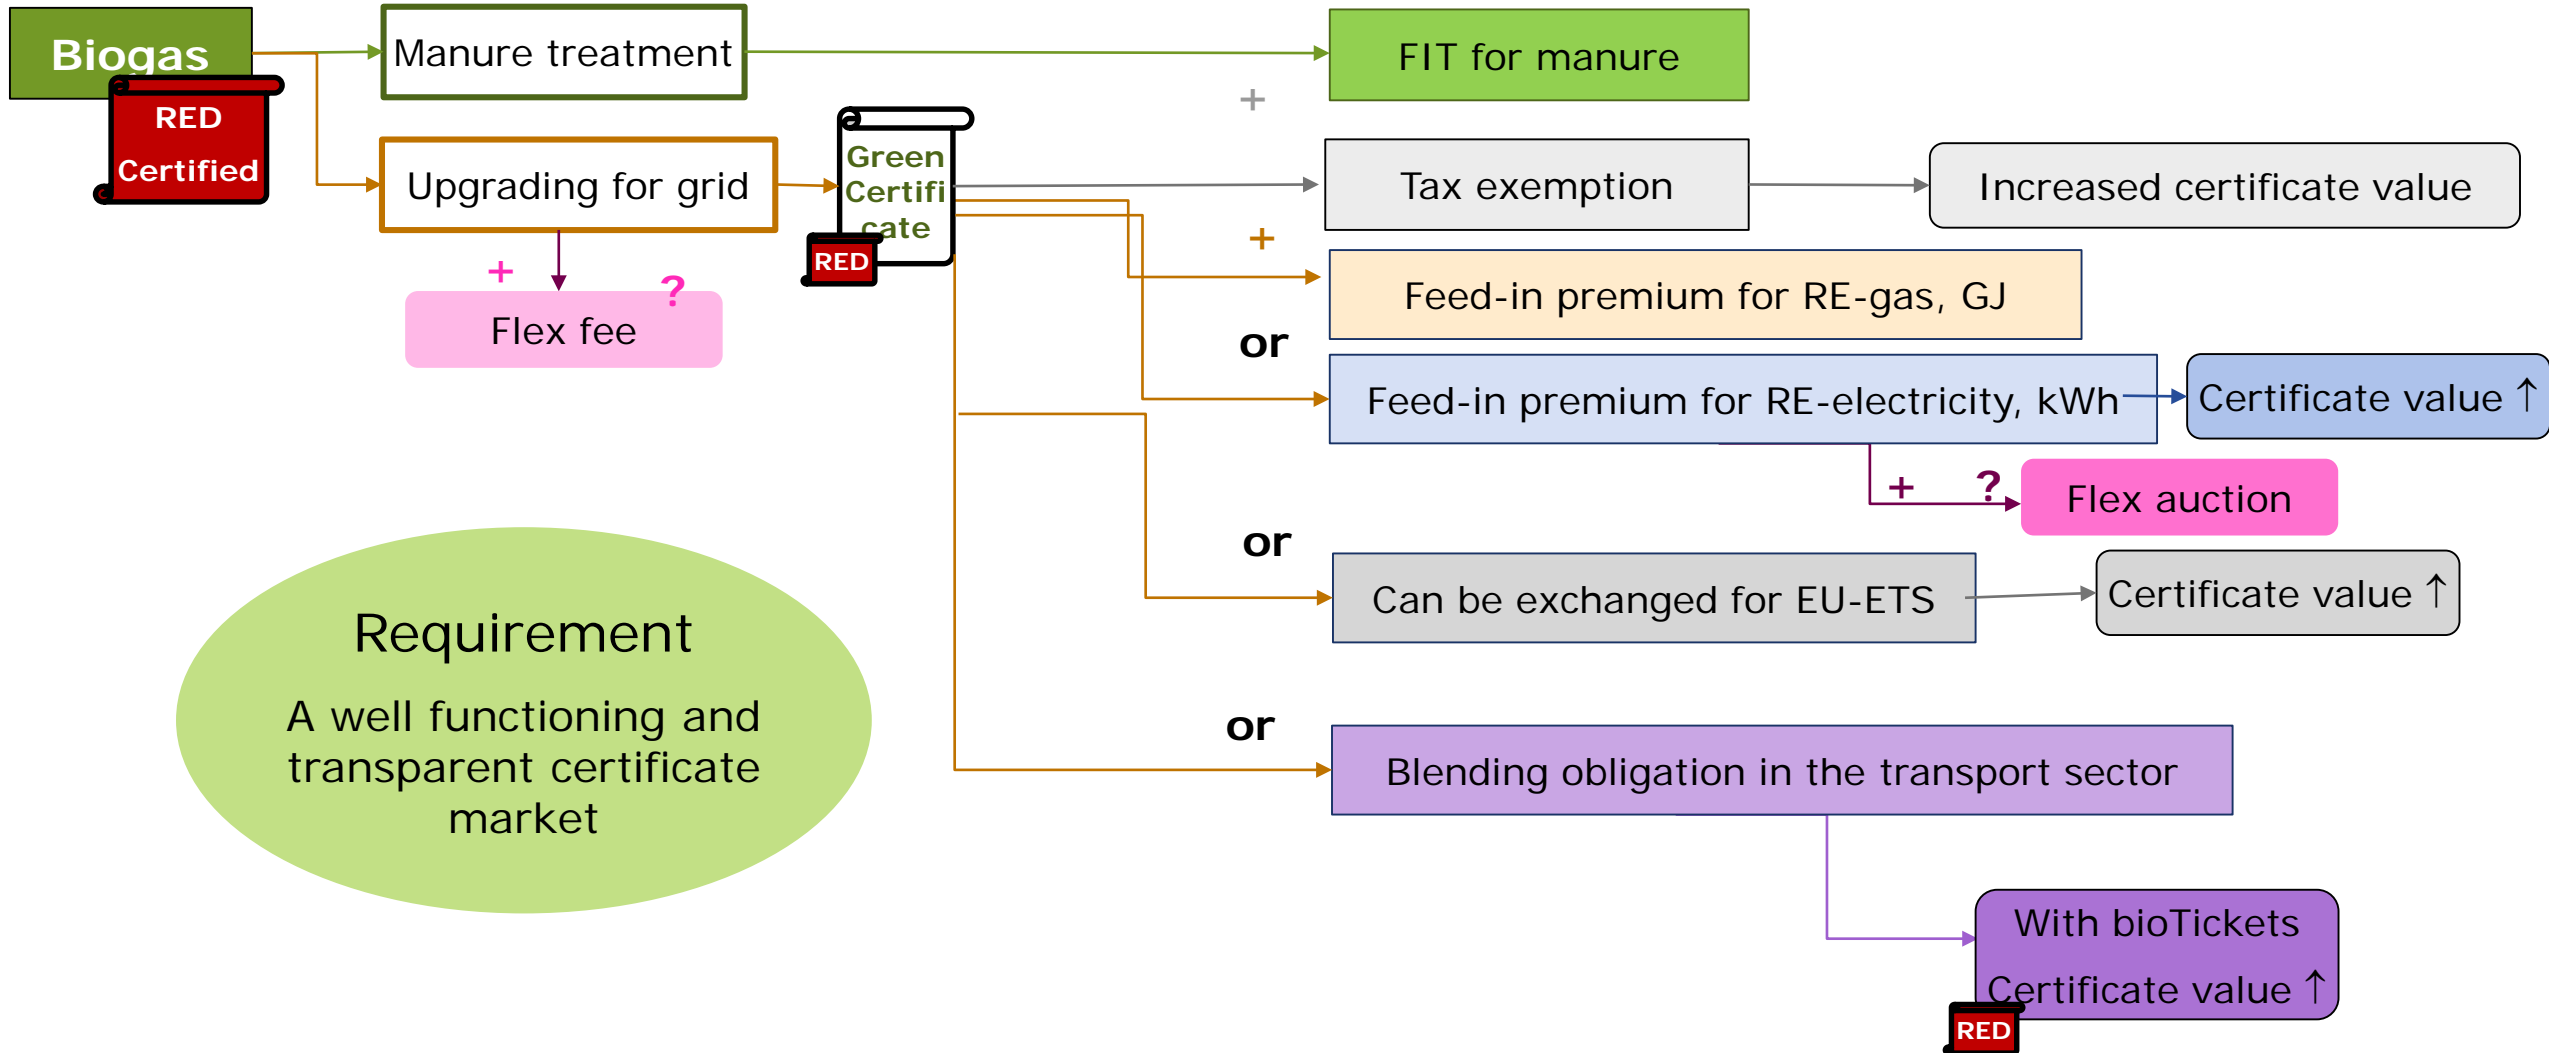 Biogas
RED
Certified
Manure treatment
FIT for manure
+
Upgrading for grid
Green
Certifi
cate
RED
Tax exemption
Increased certificate value
+
+
?
Flex fee
Feed-in premium for RE-gas, GJ
or
Feed-in premium for RE-electricity, kWh
Certificate value ↑
+
?
Flex auction
or
Can be exchanged for EU-ETS
Certificate value ↑
Requirement
A well functioning and
transparent certificate
market
or
Blending obligation in the transport sector
With bioTickets
Certificate value ↑
RED